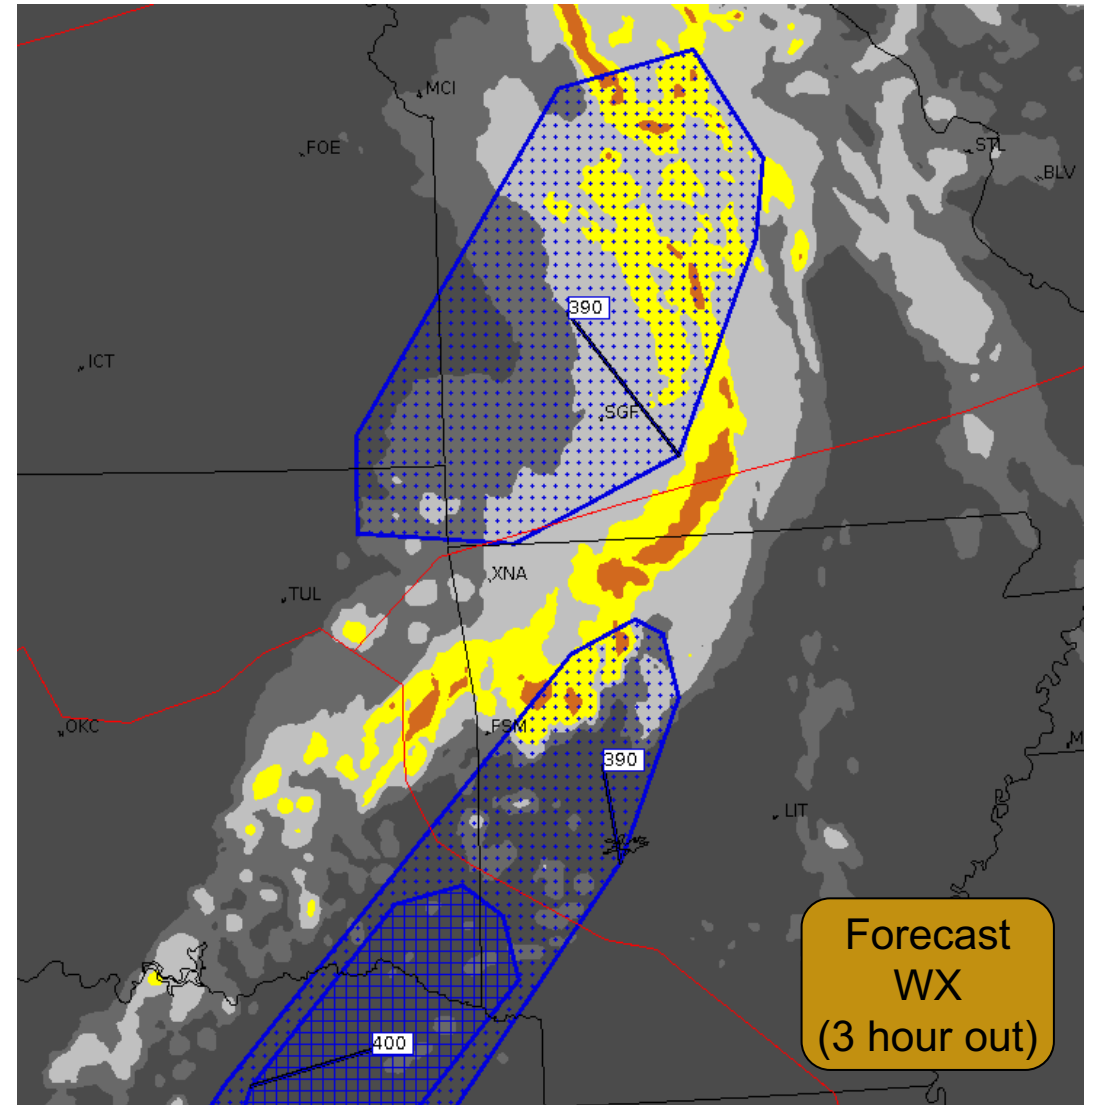 MCI
FOE
STL
BLV
390
ICT
SGF
XNA
TUL
OKC
FSM
390
LIT
M
400
Forecast
WX
(3 hour out)